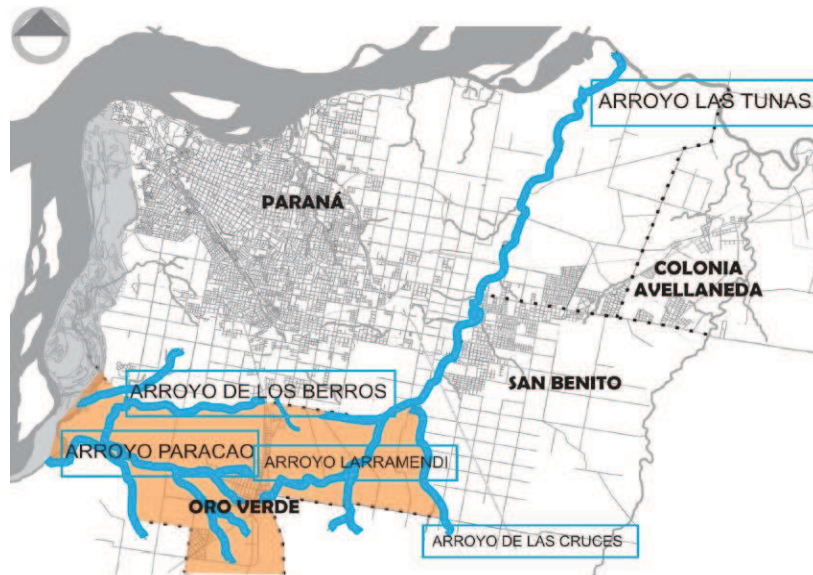 ARROYO LAS TUNAS
PARANÁ
COLONIA
AVELLANEDA
SAN BENITO
ARROYO DE LOS BERROS
ARROYO PARACAO
ARROYO LARRAMENDI
ORO VERDE
ARROYO DE LAS CRUCES